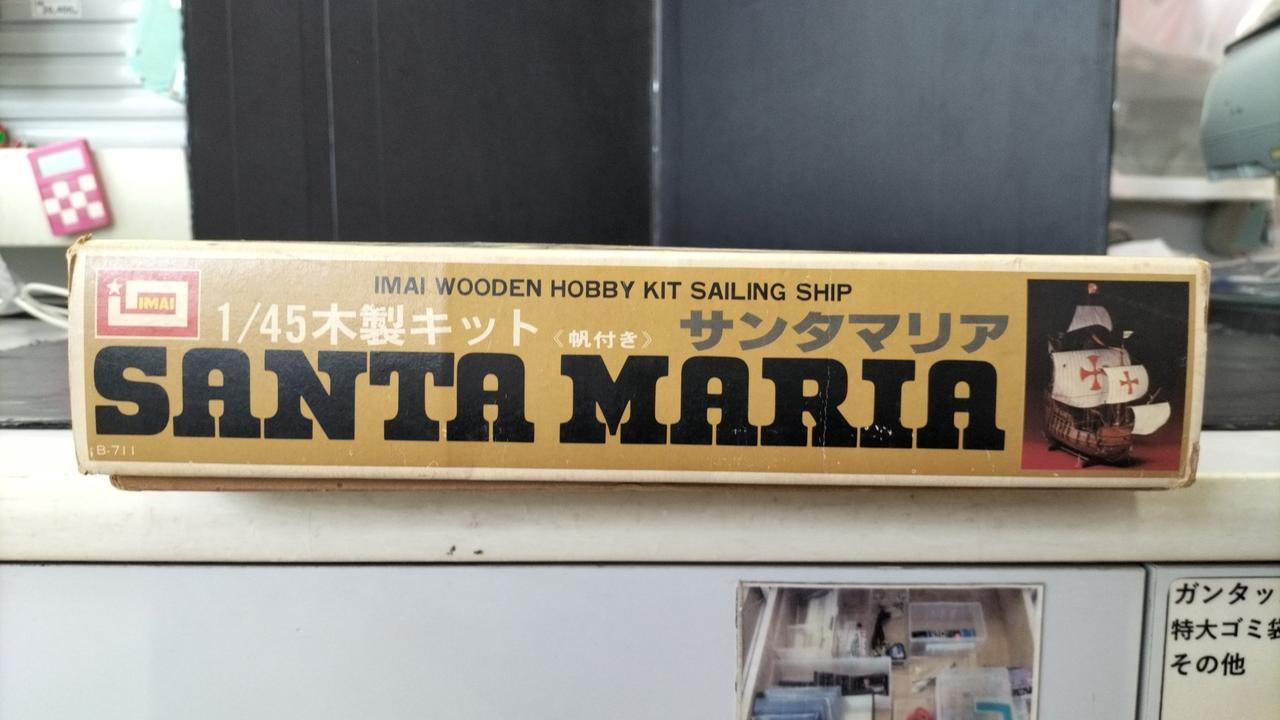 IMAI
IMAI WOODEN HOBBY KIT SAILING SHIP
1/45木製キット《帆付き》 サンタマリア
SANTA MARIA
B-711
ガンタッ
特大ゴミ袋
その他